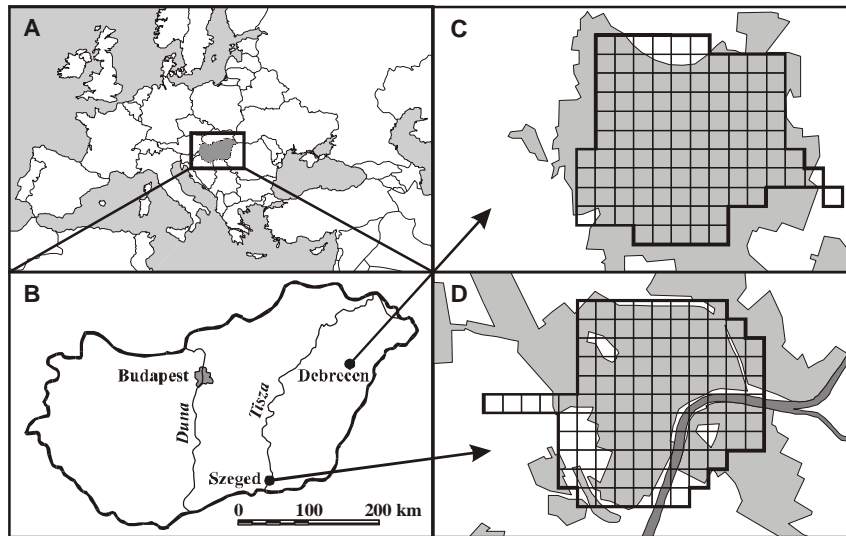 A
C
B
Budapest
Duna
Tisza
Debrecen
Szeged
0 100 200 km
D